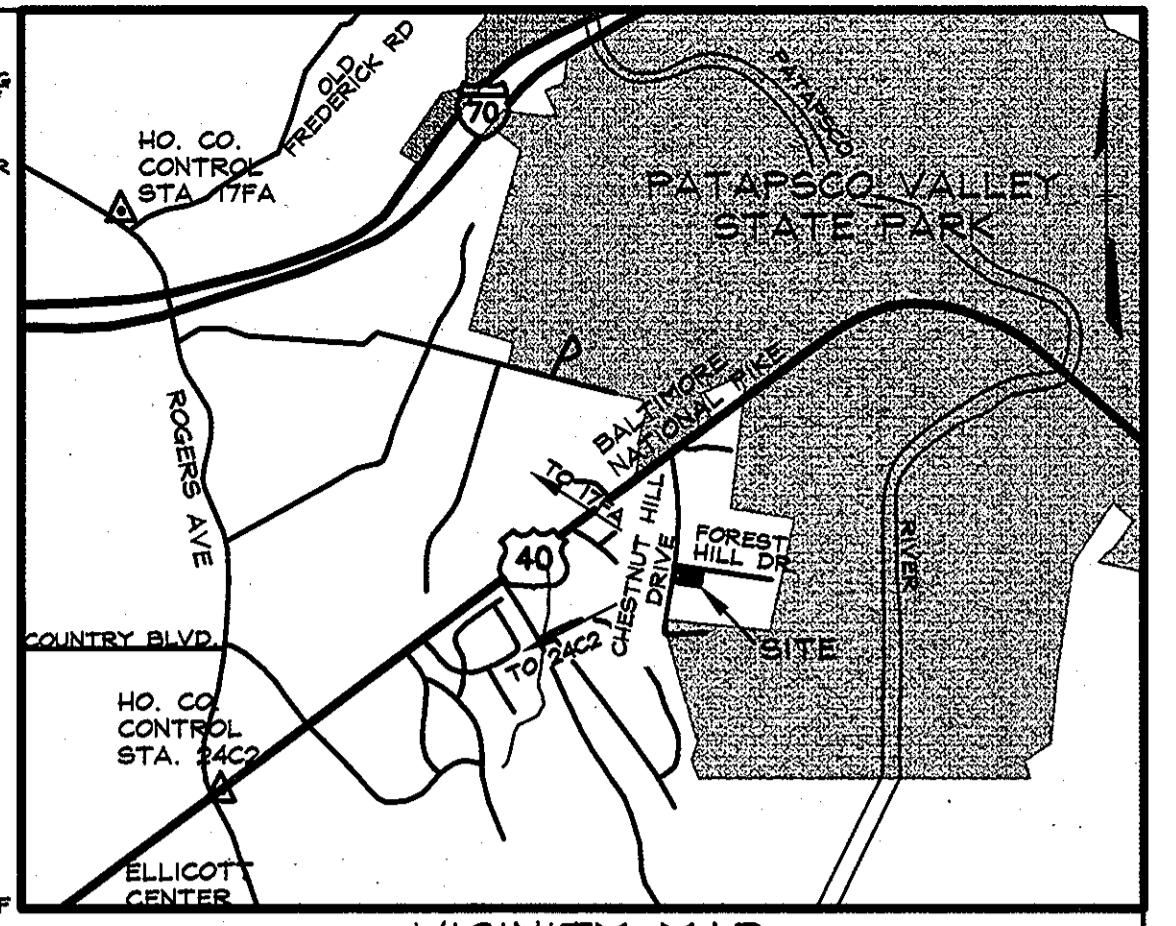 OLD
FREDERICK RD
70
PATAPSCO
HO. CO.
CONTROL
STA 17FA
PATAPSCO VALLEY
STATE PARK
ROGERS AVE
BALTIMORE
NATIONAL PIKE
TO 17FA
40
CHESTNUT HILL
DRIVE
FOREST
HILL DR
RIVER
SITE
COUNTRY BLVD.
TO 24C2
HO. CO.
CONTROL
STA. 24C2
ELLICOTT
CENTER